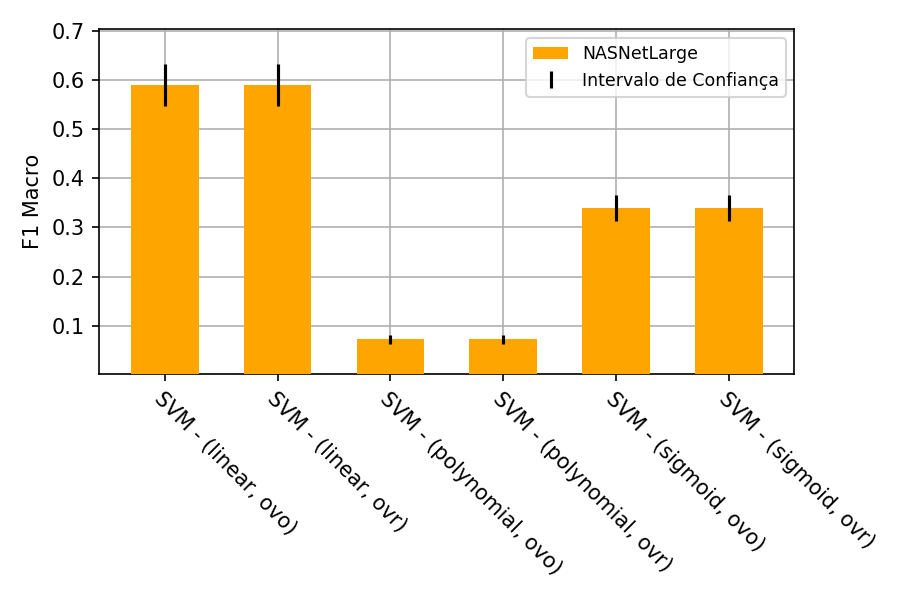 0.7
0.6
0.5
0.4
0.3
0.2
0.1
F1 Macro
NASNetLarge
Intervalo de Confiança
SVM - (linear, ovo)
SVM - (linear, ovr)
SVM - (polynomial, ovo)
SVM - (polynomial, ovr)
SVM - (sigmoid, ovo)
SVM - (sigmoid, ovr)